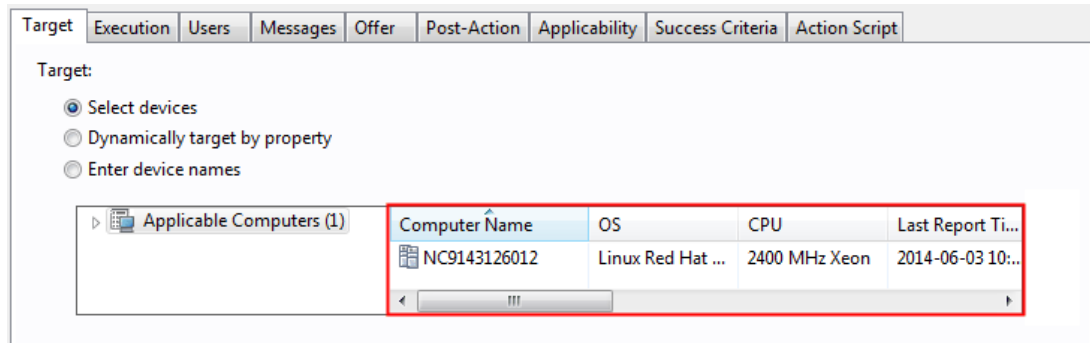 Target Execution Users Messages Offer Post-Action Applicability Success Criteria Action Script
Target:
Select devices
Dynamically target by property
Enter device names
Applicable Computers (1)
Computer Name OS CPU Last Report Ti...
NC9143126012 Linux Red Hat ... 2400 MHz Xeon 2014-06-03 10:...